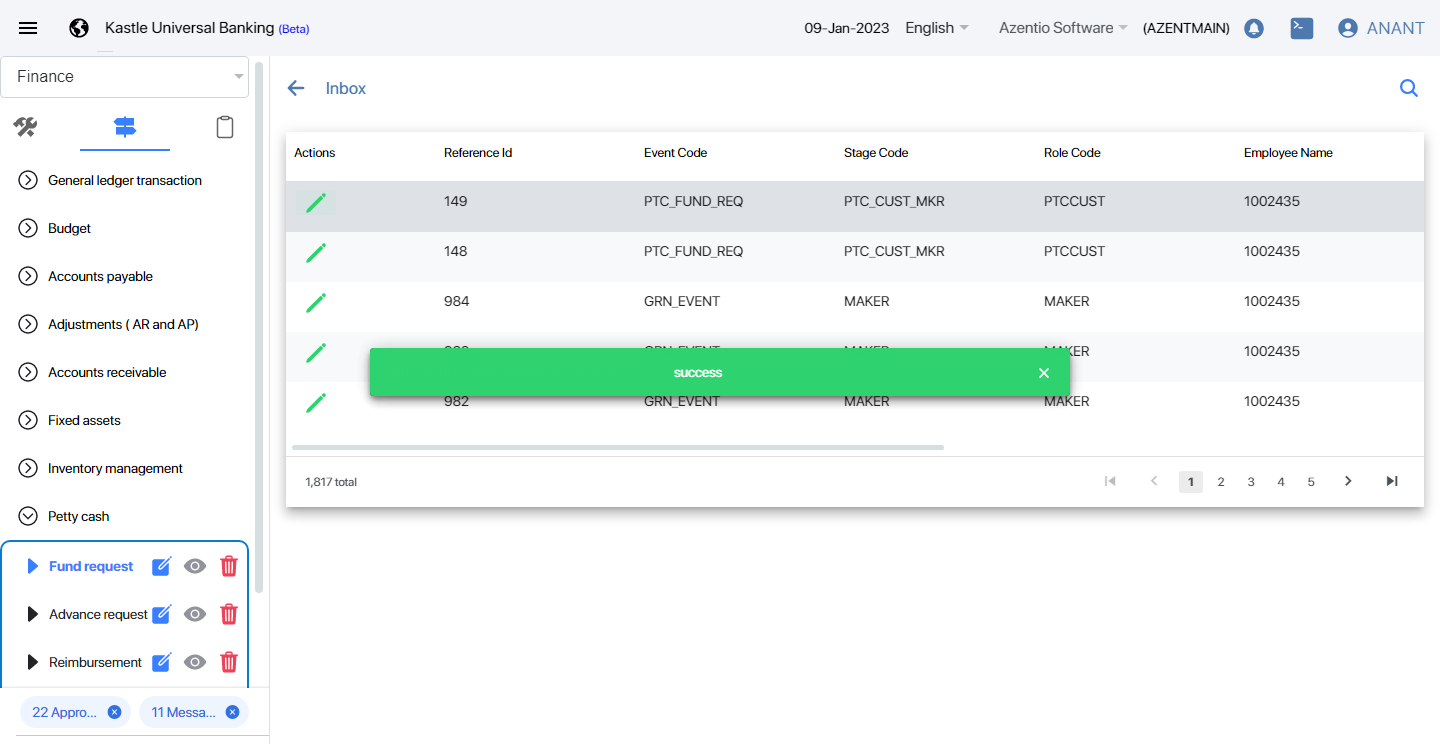 Kastle Universal Banking (Beta)
09-Jan-2023 English Azentio Software (AZENTMAIN) ANANT
Finance
General ledger transaction
Budget
Accounts payable
Adjustments ( AR and AP)
Accounts receivable
Fixed assets
Inventory management
Petty cash
Fund request
Advance request
Reimbursement
22 Appro... 11 Messa...
Inbox
Actions Reference Id Event Code Stage Code Role Code Employee Name
149 PTC_FUND_REQ PTC_CUST_MKR PTCCUST 1002435
148 PTC_FUND_REQ PTC_CUST_MKR PTCCUST 1002435
984 GRN_EVENT MAKER MAKER 1002435
GRN_EVENT MAKER MAKER 1002435
success
982 GRN_EVENT MAKER MAKER 1002435
1,817 total 1 2 3 4 5